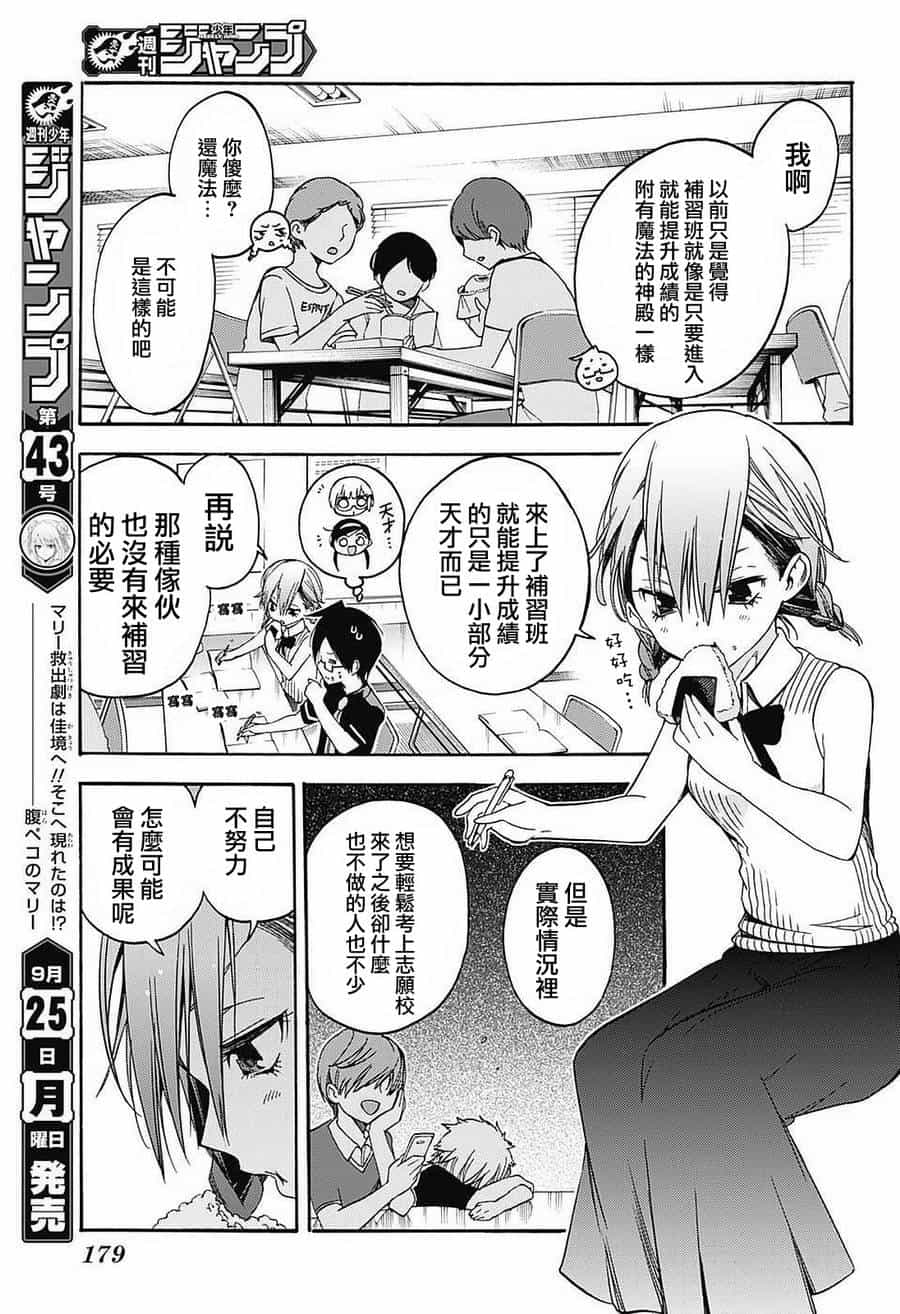 週刊
少年
ジャンプ
我啊
以前只是覺得
補習班就像是只要進入
就能提升成績的
附有魔法的神殿一樣
你傻麼?
還魔法…
不可能
是這樣的吧
來上了補習班
就能提升成績
的只是一小部分
天才而已
天才…
再説
那種傢伙
也沒有來補習
的必要
寫寫
寫寫
寫寫
寫寫
好好吃…
但是
實際情況裡
想要輕鬆考上志願校
來了之後卻什麼
也不做的人也不少
自己
不努力
怎麼可能
會有成果呢
週刊少年
ジャンプ
第
43
号
マリー救出劇は佳境へ!!そこへ現れたのは!?
――腹ペコのマリー
9月
25
日
月
曜日
発売
179